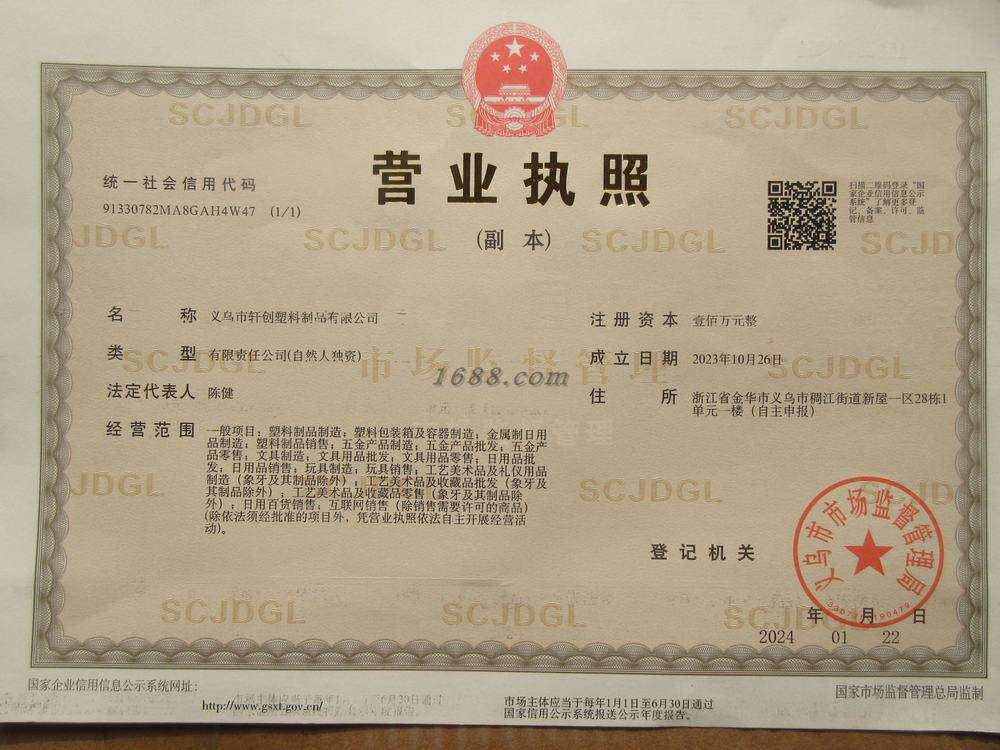 营业执照
(副 本)
统一社会信用代码
91330782MA8GAH4W47 (1/1)
扫描二维码登录“国
家企业信用信息公示
系统”了解更多登
记、备案、许可、监
管信息
名 称 义乌市轩创塑料制品有限公司
类 型 有限责任公司(自然人独资)
法定代表人 陈健
经营范围 一般项目：塑料制品制造；塑料包装箱及容器制造；金属制日用
品制造；塑料制品销售；五金产品制造；五金产品批发；五金产
品零售；文具制造；文具用品批发；文具用品零售；日用品批
发；日用品销售；玩具制造；玩具销售；工艺美术品及礼仪用品
制造（象牙及其制品除外）；工艺美术品及收藏品批发（象牙及
其制品除外）；工艺美术品及收藏品零售（象牙及其制品除
外）；日用百货销售；互联网销售（除销售需要许可的商品）
(除依法须经批准的项目外，凭营业执照依法自主开展经营活
动)。
注册资本 壹佰万元整
成立日期 2023年10月26日
住 所 浙江省金华市义乌市稠江街道新屋一区28栋1
单元一楼（自主申报）
市场监督管理
1688.com
登记机关
义乌市市场监督管理局
年 月 日
2024 01 22
SCJDGL SCJDGL SCJDGL
JDGL SCJDGL SCJDGL SCJD
SCJDGL SCJDGL
JDGL SCJDGL
SCJDGL SCJDGL SCJDGL
国家企业信用信息公示系统网址：
http://www.gsxt.gov.cn/
市场主体应当于每年1月1日至6月30日通过
国家信用公示系统报送公示年度报告。
国家市场监督管理总局监制